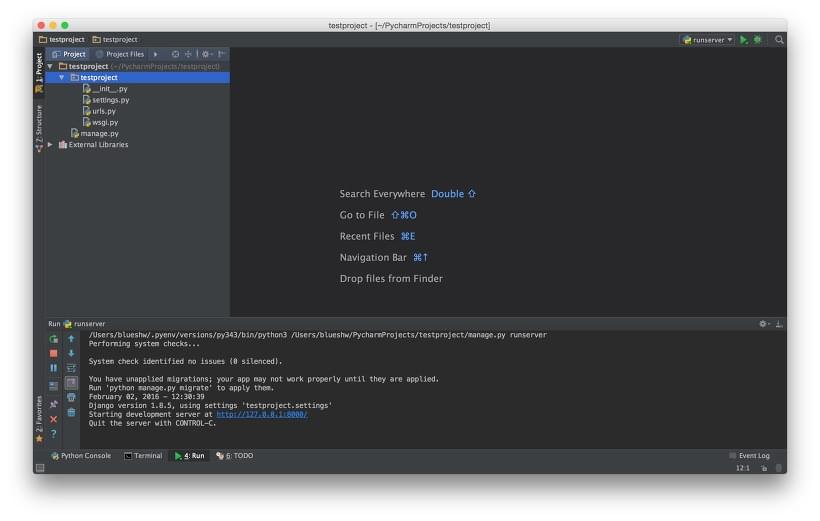 testproject - [~/PycharmProjects/testproject]
testproject testproject
runserver
Project Project Files
1: Project
testproject (~/PycharmProjects/testproject)
testproject
__init__.py
settings.py
urls.py
wsgi.py
manage.py
External Libraries
7: Structure
Search Everywhere Double ⇧
Go to File ⇧⌘O
Recent Files ⌘E
Navigation Bar ⌘↑
Drop files from Finder
Run runserver
/Users/blueshw/.pyenv/versions/py343/bin/python3 /Users/blueshw/PycharmProjects/testproject/manage.py runserver
Performing system checks...
System check identified no issues (0 silenced).
You have unapplied migrations; your app may not work properly until they are applied.
Run 'python manage.py migrate' to apply them.
February 02, 2016 - 12:30:39
Django version 1.8.5, using settings 'testproject.settings'
Starting development server at http://127.0.0.1:8000/
Quit the server with CONTROL-C.
2: Favorites
Python Console Terminal 4: Run 6: TODO Event Log
12:1